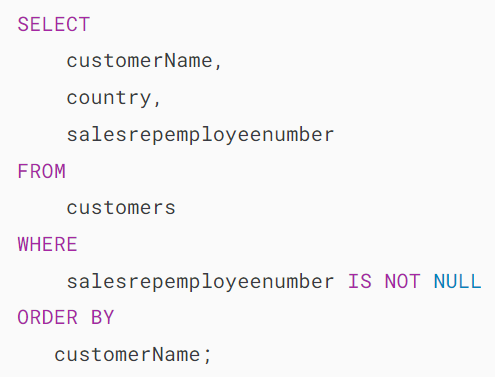 SELECT
    customerName,
    country,
    salesrepemployeenumber
FROM
    customers
WHERE
    salesrepemployeenumber IS NOT NULL
ORDER BY
   customerName;